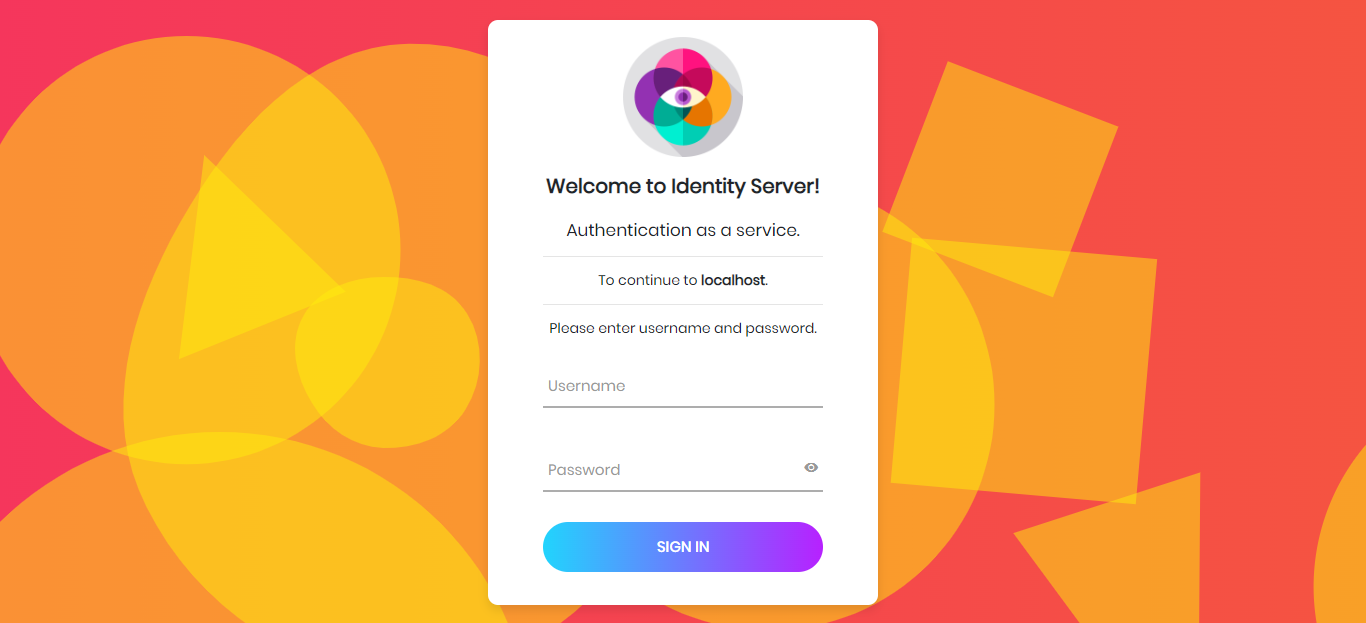 Welcome to Identity Server!
Authentication as a service.
To continue to localhost.
Please enter username and password.
Username
Password
SIGN IN